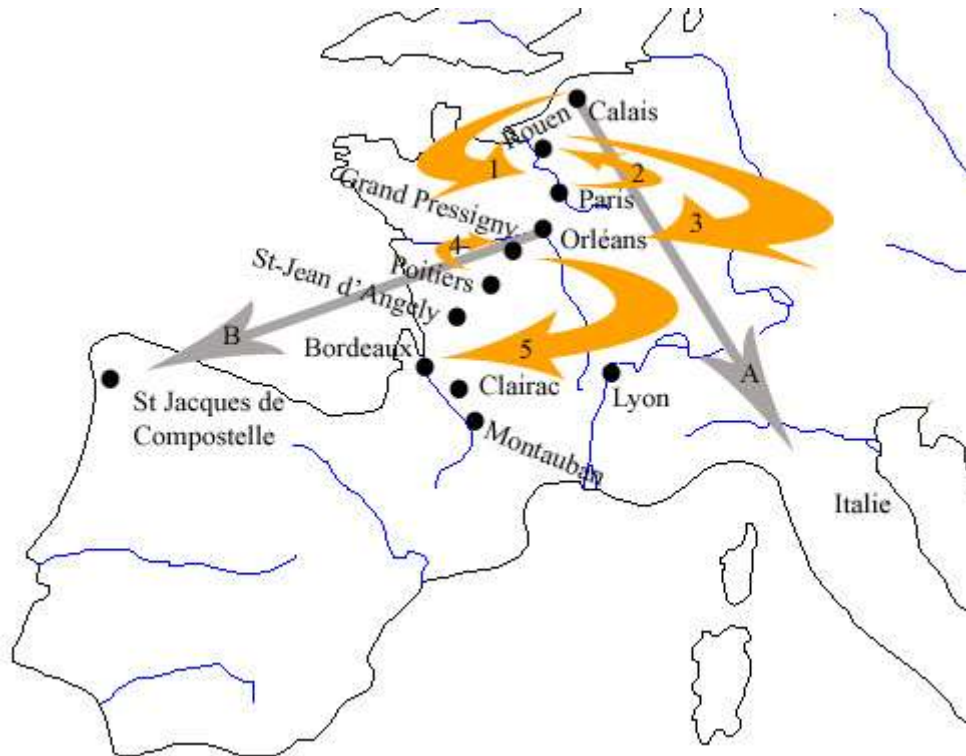 Calais
Rouen
1
2
Paris
3
Grand Pressigny
Orléans
4
Poitiers
St-Jean d’Angely
B
Bordeaux
5
A
Clairac
Lyon
St Jacques de
Compostelle
Montauban
Italie